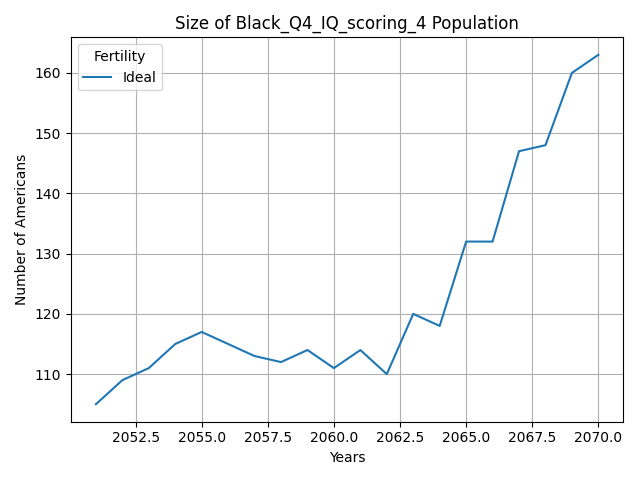 Size of Black_Q4_IQ_scoring_4 Population
Fertility
Ideal
Number of Americans
160
150
140
130
120
110
2052.5 2055.0 2057.5 2060.0 2062.5 2065.0 2067.5 2070.0
Years